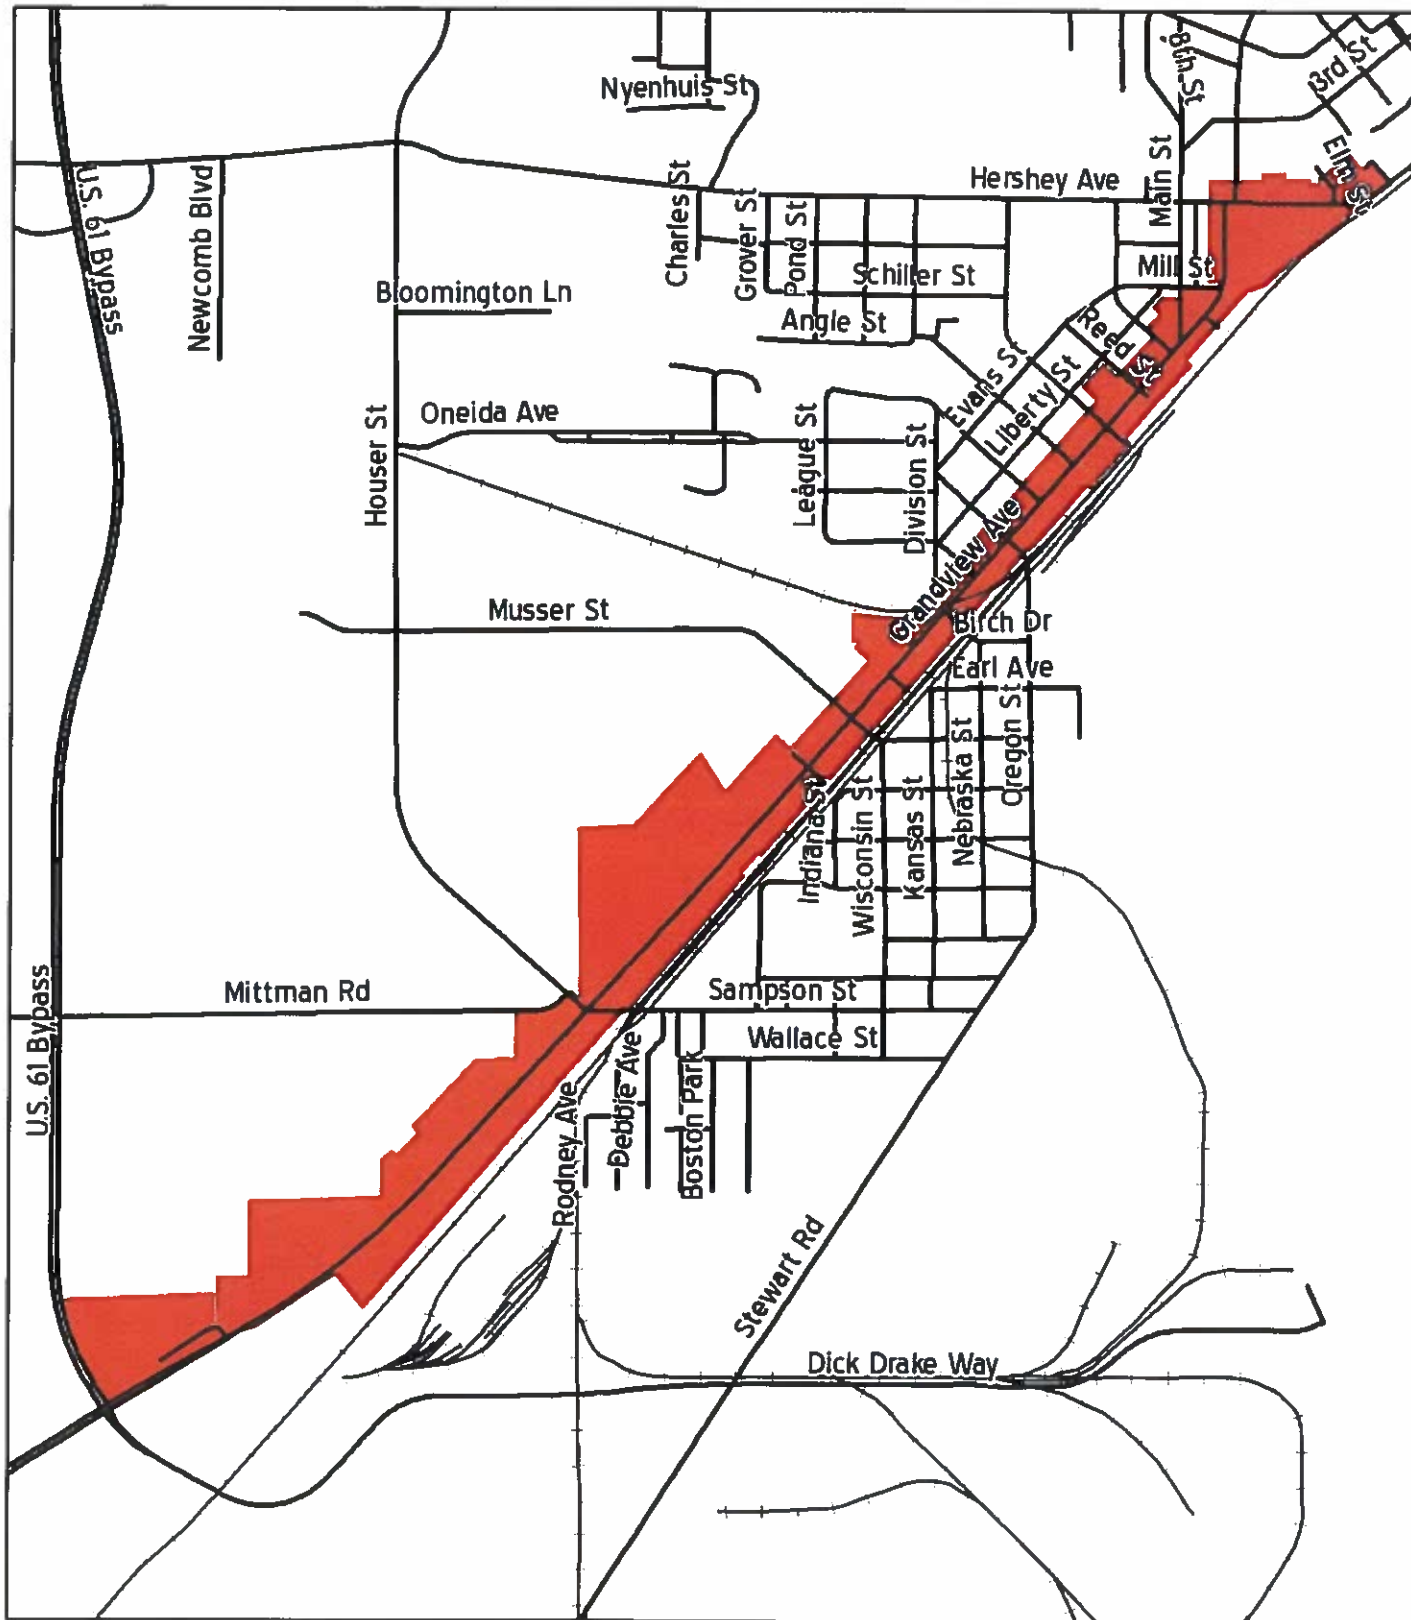 8th St
3rd St
Nyenhuis St
Elm St
U.S. 61 Bypass
Newcomb Blvd
Charles St
Grover St
Pond St
Hershey Ave
Main St
Schiller St
Mill St
Bloomington Ln
Angle St
Reed St
Evans St
Liberty St
Oneida Ave
Houser St
League St
Division St
Grandview Ave
Musser St
Birch Dr
Earl Ave
Oregon St
Nebraska St
Kansas St
Wisconsin St
Indiana St
U.S. 61 Bypass
Mittman Rd
Sampson St
Wallace St
Rodney Ave
Debbie Ave
Boston Park
Stewart Rd
Dick Drake Way